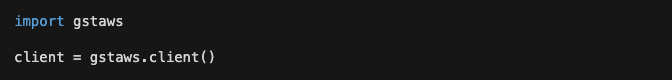 import gstaws
client = gstaws.client()